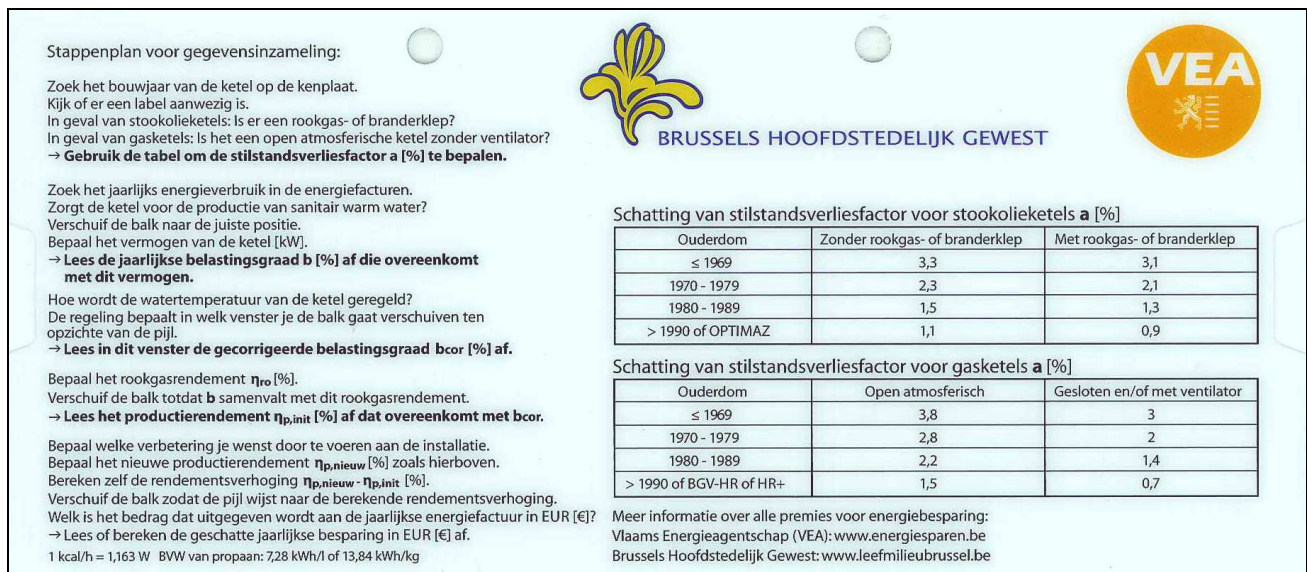 Stappenplan voor gegevensinzameling:
Zoek het bouwjaar van de ketel op de kenplaat.
Kijk of er een label aanwezig is.
In geval van stookolieketels: Is er een rookgas- of branderklep?
In geval van gasketels: Is het een open atmosferische ketel zonder ventilator?
→ Gebruik de tabel om de stilstandsverliesfactor a [%] te bepalen.
Zoek het jaarlijks energieverbruik in de energiefacturen.
Zorgt de ketel voor de productie van sanitair warm water?
Verschuif de balk naar de juiste positie.
Bepaal het vermogen van de ketel [kW].
→ Lees de jaarlijkse belastingsgraad b [%] af die overeenkomt
met dit vermogen.
Hoe wordt de watertemperatuur van de ketel geregeld?
De regeling bepaalt in welk venster je de balk gaat verschuiven ten
opzichte van de pijl.
→ Lees in dit venster de gecorrigeerde belastingsgraad bcor [%] af.
Bepaal het rookgasrendement ηro [%].
Verschuif de balk totdat b samenvalt met dit rookgasrendement.
→ Lees het productierendement ηp,init [%] af dat overeenkomt met bcor.
Bepaal welke verbetering je wenst door te voeren aan de installatie.
Bepaal het nieuwe productierendement ηp,nieuw [%] zoals hierboven.
Bereken zelf de rendementsverhoging ηp,nieuw - ηp,init [%].
Verschuif de balk zodat de pijl wijst naar de berekende rendementsverhoging.
Welk is het bedrag dat uitgegeven wordt aan de jaarlijkse energiefactuur in EUR [€]?
→ Lees of bereken de geschatte jaarlijkse besparing in EUR [€] af.
1 kcal/h = 1,163 W BVW van propaan: 7,28 kWh/l of 13,84 kWh/kg
BRUSSELS HOOFDSTEDELIJK GEWEST
VEA
Schatting van stilstandsverliesfactor voor stookolieketels a [%]
Ouderdom Zonder rookgas- of branderklep Met rookgas- of branderklep
≤ 1969 3,3 3,1
1970 - 1979 2,3 2,1
1980 - 1989 1,5 1,3
> 1990 of OPTIMAZ 1,1 0,9
Schatting van stilstandsverliesfactor voor gasketels a [%]
Ouderdom Open atmosferisch Gesloten en/of met ventilator
≤ 1969 3,8 3
1970 - 1979 2,8 2
1980 - 1989 2,2 1,4
> 1990 of BGV-HR of HR+ 1,5 0,7
Meer informatie over alle premies voor energiebesparing:
Vlaams Energieagentschap (VEA): www.energiesparen.be
Brussels Hoofdstedelijk Gewest: www.leefmilieubrussel.be